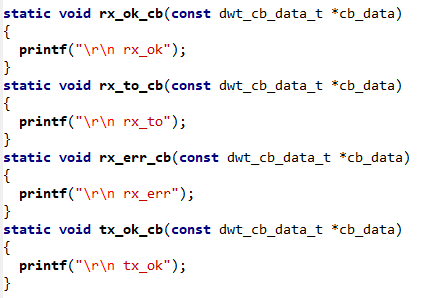 static void rx_ok_cb(const dwt_cb_data_t *cb_data)
{
  printf("\r\n rx_ok");
}
static void rx_to_cb(const dwt_cb_data_t *cb_data)
{
  printf("\r\n rx_to");
}
static void rx_err_cb(const dwt_cb_data_t *cb_data)
{
  printf("\r\n rx_err");
}
static void tx_ok_cb(const dwt_cb_data_t *cb_data)
{
  printf("\r\n tx_ok");
}